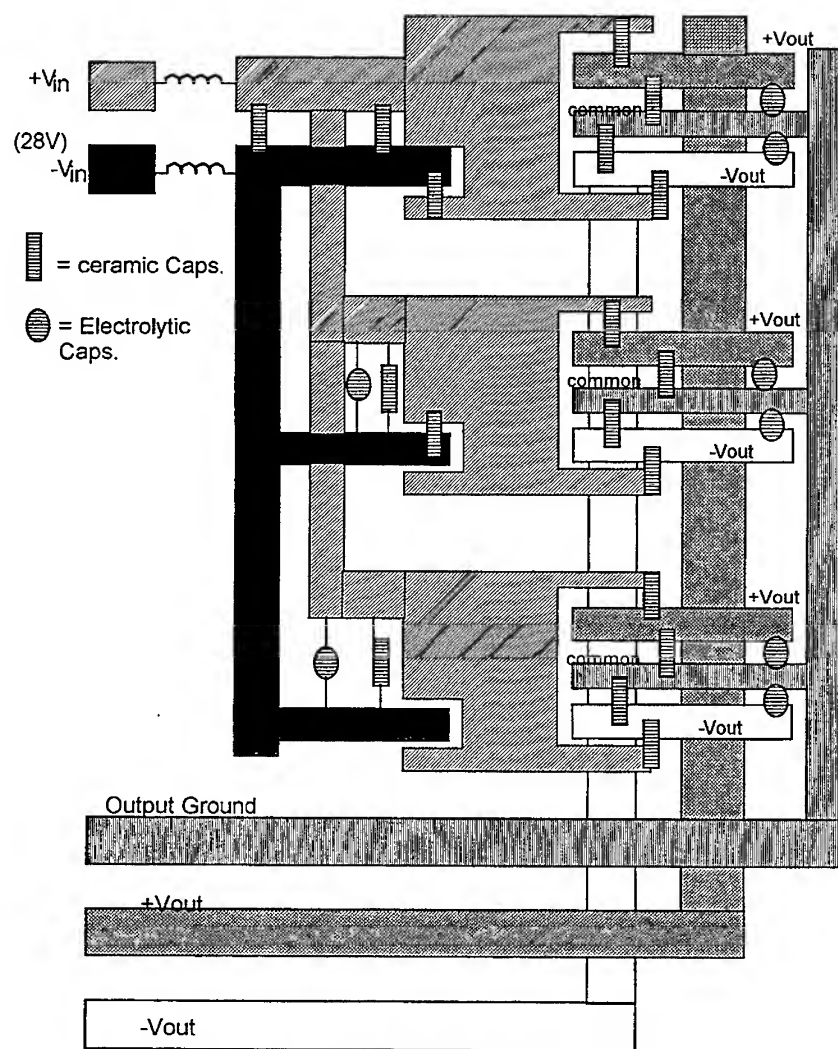 +Vout
+Vin
common
(28V)
-Vin
-Vout
= ceramic Caps.
= Electrolytic
Caps.
+Vout
common
-Vout
+Vout
common
-Vout
Output Ground
+Vout
-Vout